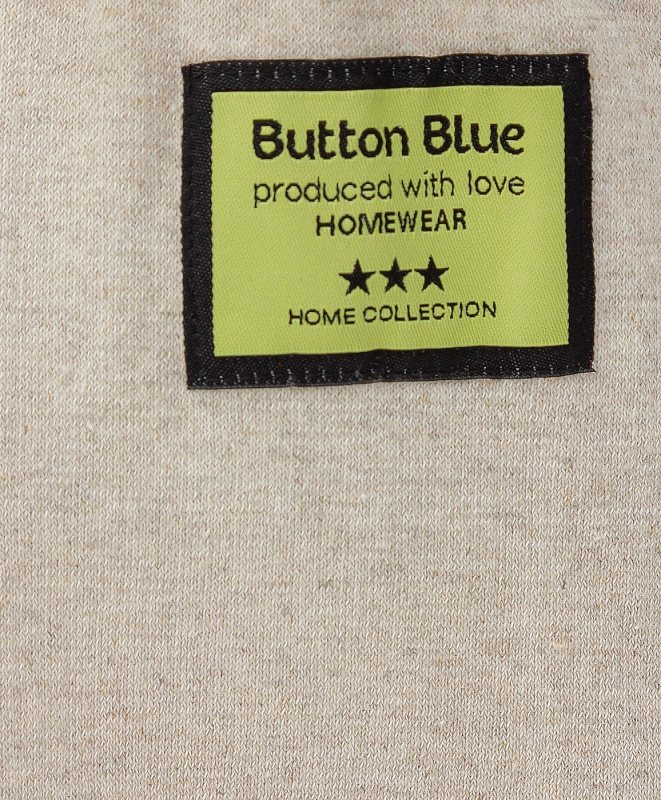 Button Blue
produced with love
HOMEWEAR
★★★
HOME COLLECTION